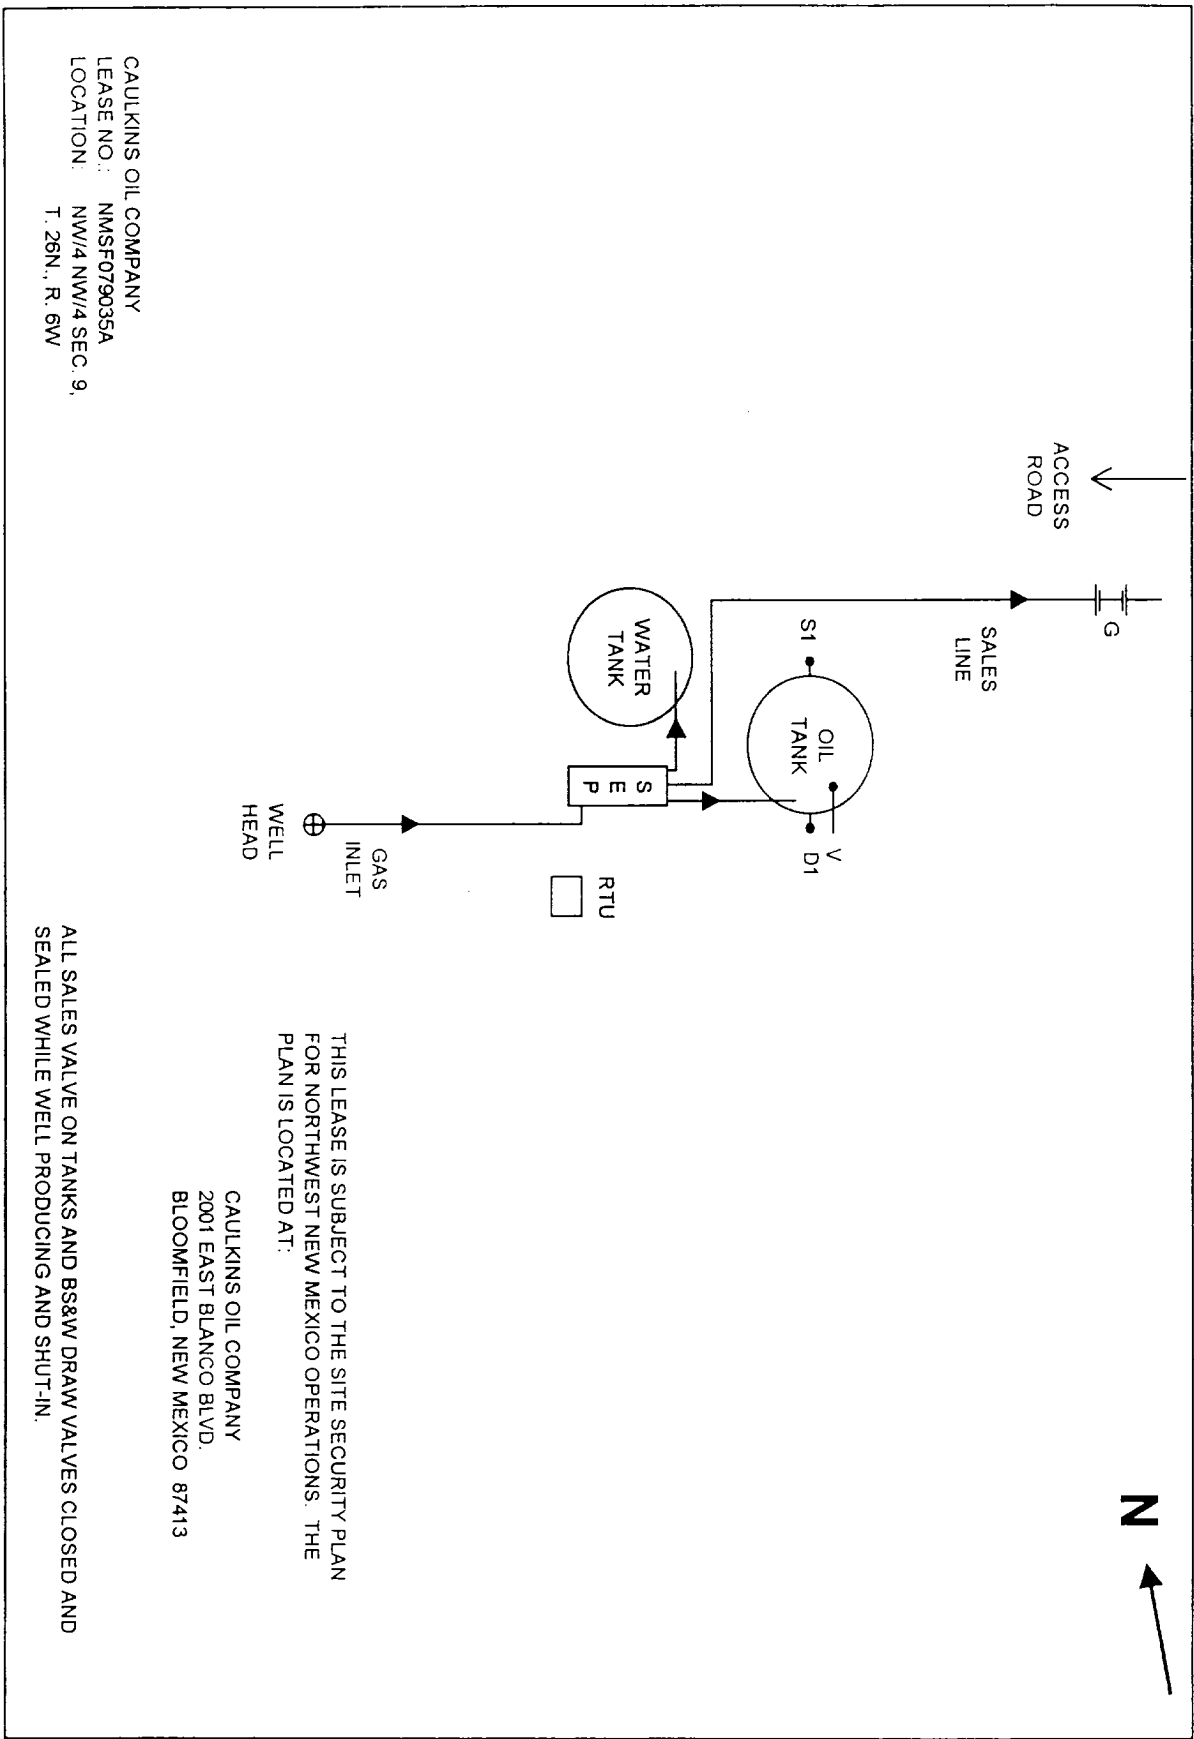 N
ACCESS
ROAD
G
SALES
LINE
S1
OIL
TANK
V
D1
WATER
TANK
S
E
P
RTU
GAS
INLET
WELL
HEAD
THIS LEASE IS SUBJECT TO THE SITE SECURITY PLAN
FOR NORTHWEST NEW MEXICO OPERATIONS. THE
PLAN IS LOCATED AT:
CAULKINS OIL COMPANY
2001 EAST BLANCO BLVD.
BLOOMFIELD, NEW MEXICO 87413
CAULKINS OIL COMPANY
LEASE NO.: NMSF079035A
LOCATION: NW/4 NW/4 SEC. 9,
T. 26N., R. 6W
ALL SALES VALVE ON TANKS AND BS&W DRAW VALVES CLOSED AND
SEALED WHILE WELL PRODUCING AND SHUT-IN.